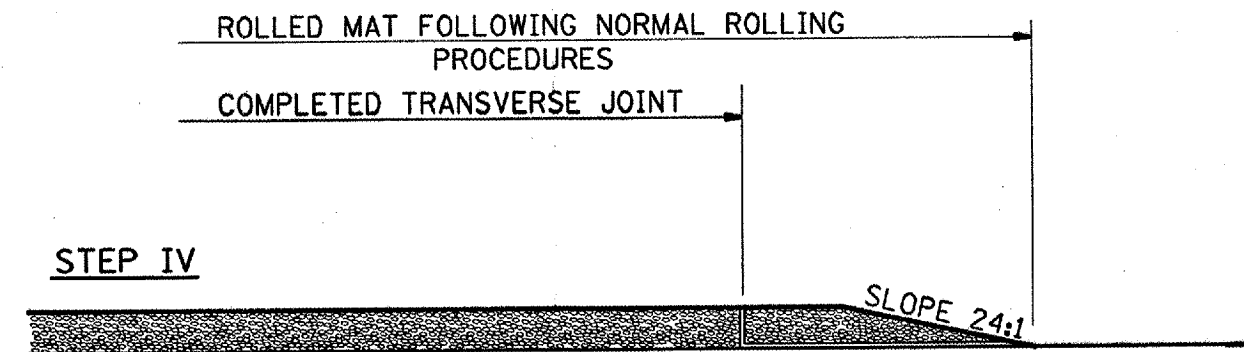 ROLLED MAT FOLLOWING NORMAL ROLLING
PROCEDURES
COMPLETED TRANSVERSE JOINT
STEP IV
SLOPE 24:1